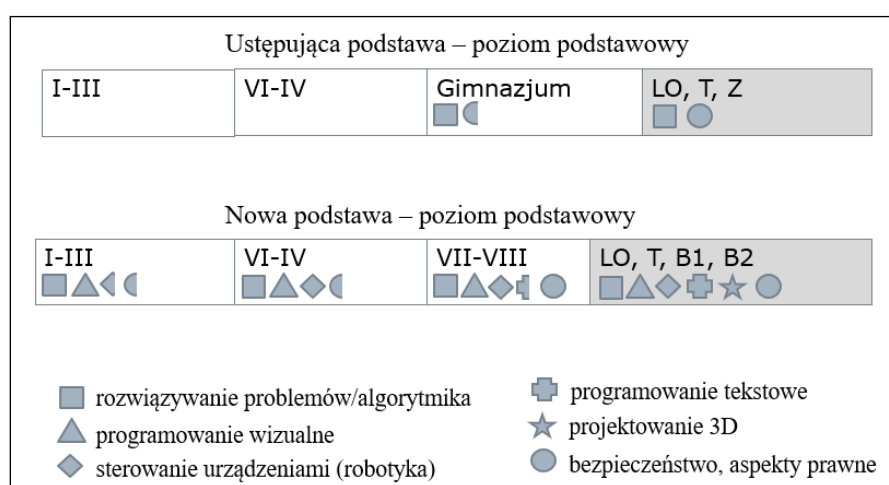 Ustępująca podstawa – poziom podstawowy
I-III VI-IV Gimnazjum LO, T, Z
Nowa podstawa – poziom podstawowy
I-III VI-IV VII-VIII LO, T, B1, B2
rozwiązywanie problemów/algorytmika
programowanie wizualne
sterowanie urządzeniami (robotyka)
programowanie tekstowe
projektowanie 3D
bezpieczeństwo, aspekty prawne